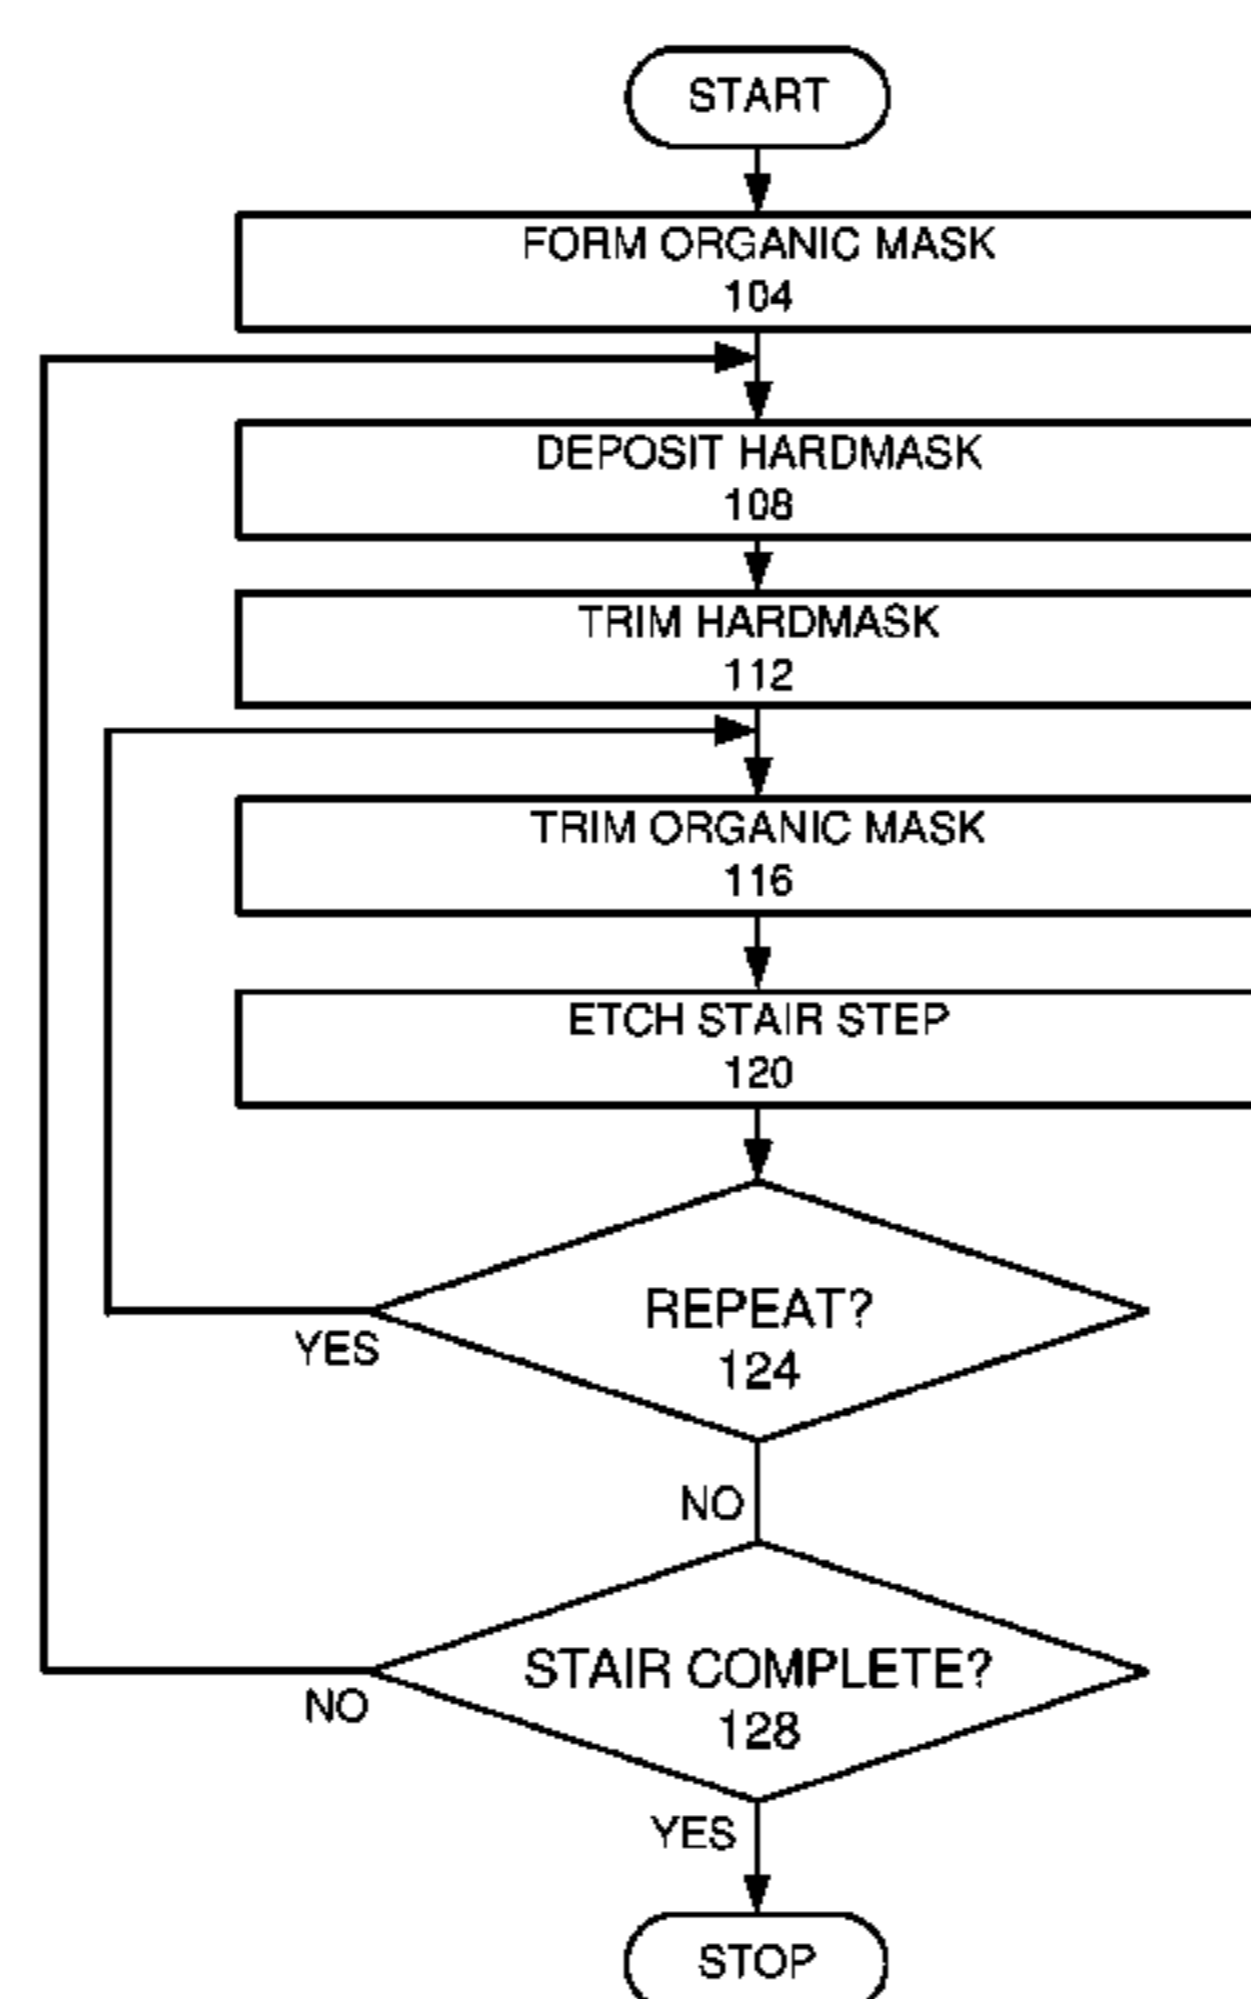 START
FORM ORGANIC MASK
104
DEPOSIT HARDMASK
108
TRIM HARDMASK
112
TRIM ORGANIC MASK
116
ETCH STAIR STEP
120
REPEAT?
124
YES
NO
STAIR COMPLETE?
128
NO
YES
STOP